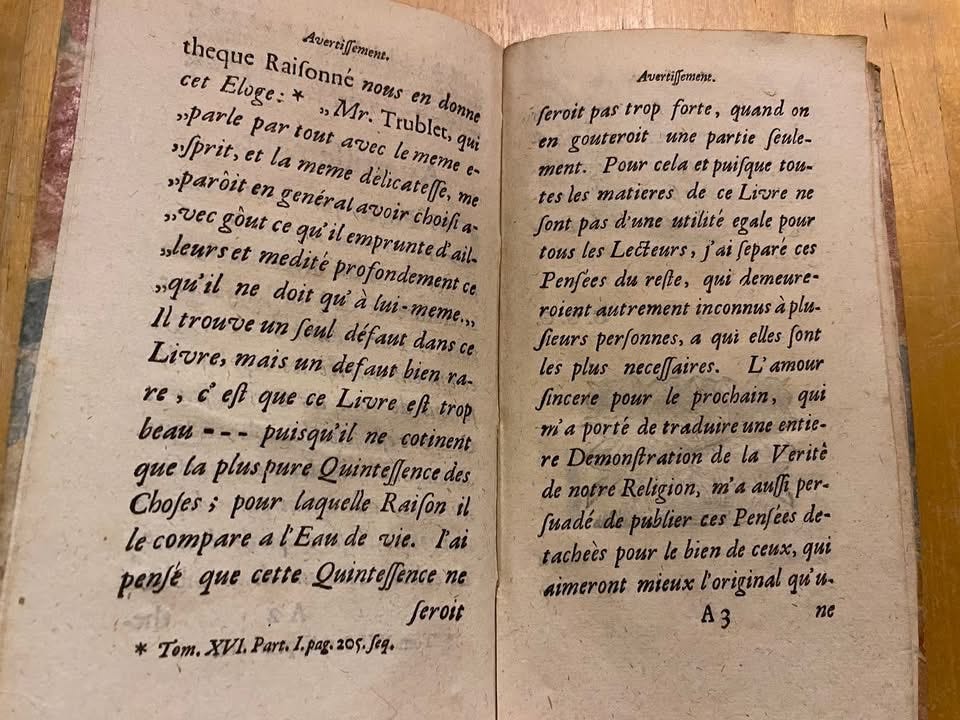 Avertiſſement.
theque Raiſonné nous en donne
cet Eloge: * „Mr. Trublet, qui
„parle par tout avec le meme e-
„ſprit, et la meme délicateſſe, me
„parôit en général avoir choiſi a-
„vec gôut ce qu'il emprunte d'ail-
„leurs et medité profondement ce
„qu'il ne doit qu'à lui-meme.„
Il trouve un ſeul défaut dans ce
Livre, mais un defaut bien ra-
re, c'eſt que ce Livre eſt trop
beau --- puisqu'il ne cotinent
que la plus pure Quinteſſence des
Choſes; pour laquelle Raiſon il
le compare a l'Eau de vie. J'ai
penſé que cette Quinteſſence ne
ſeroit
* Tom. XVI. Part. I. pag. 205. ſeq.
Avertiſſement.
ſeroit pas trop forte, quand on
en gouteroit une partie ſeule-
ment. Pour cela et puiſque tou-
tes les matieres de ce Livre ne
ſont pas d'une utilité egale pour
tous les Lecteurs, j'ai ſeparé ces
Penſées du reſte, qui demeure-
roient autrement inconnus à plu-
ſieurs perſonnes, a qui elles ſont
les plus neceſſaires. L'amour
ſincere pour le prochain, qui
m'a porté de traduire une entie-
re Demonſtration de la Veritê
de notre Religion, m'a auſſi per-
ſuadé de publier ces Penſées de-
tacheès pour le bien de ceux, qui
aimeront mieux l'original qu'u-
A 3 ne